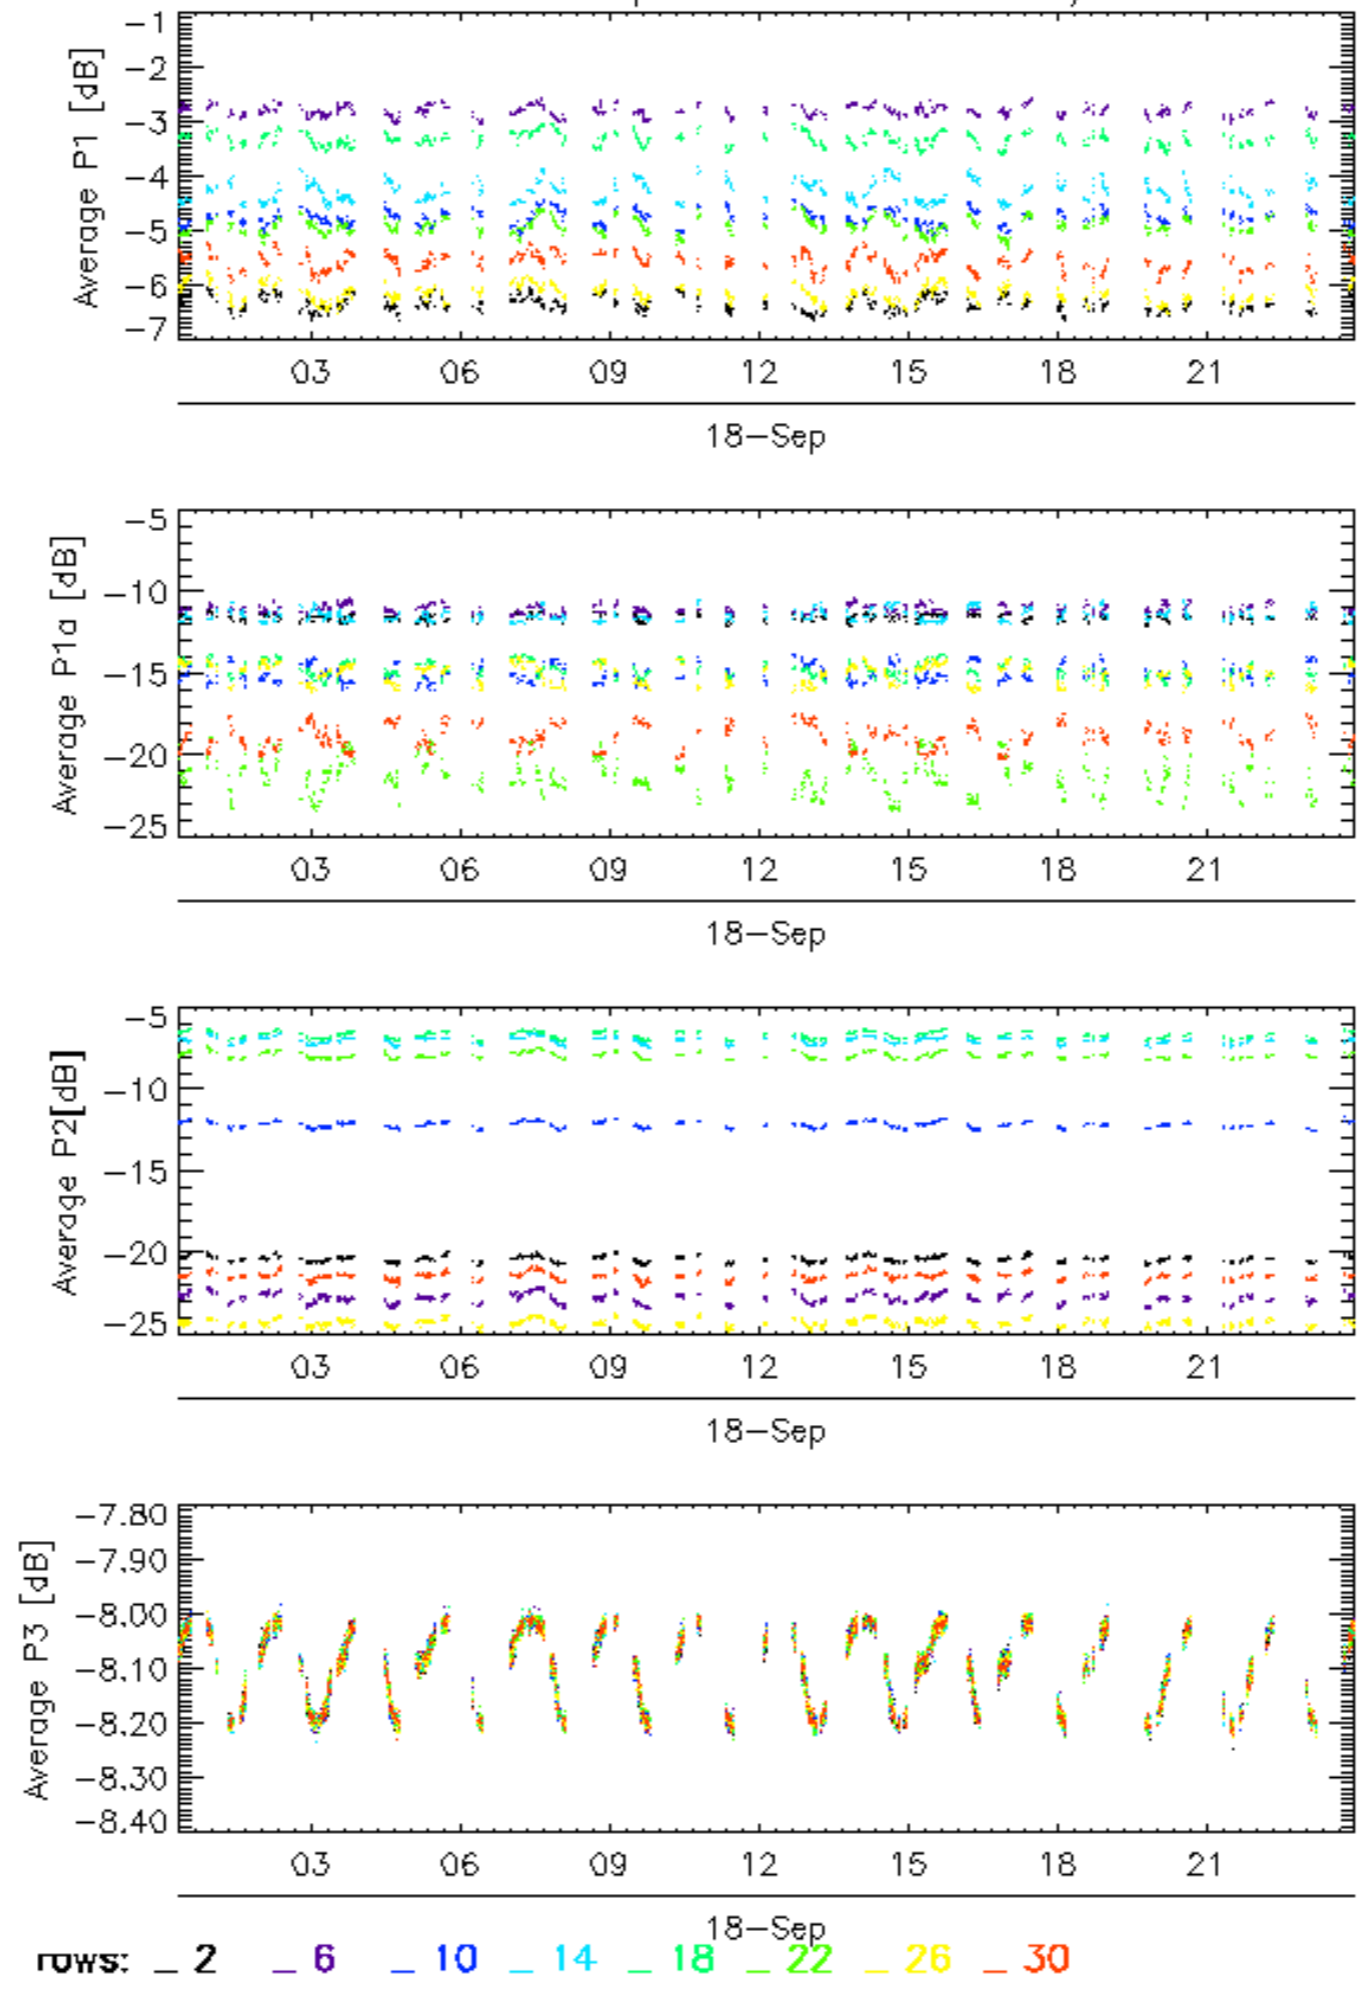 Average P1 [dB]
-1
-2
-3
-4
-5
-6
-7
03 06 09 12 15 18 21
18-Sep
Average P1a [dB]
-5
-10
-15
-20
-25
03 06 09 12 15 18 21
18-Sep
Average P2[dB]
-5
-10
-15
-20
-25
03 06 09 12 15 18 21
18-Sep
Average P3 [dB]
-7.80
-7.90
-8.00
-8.10
-8.20
-8.30
-8.40
03 06 09 12 15 18 21
18-Sep
rows: _ 2 _ 6 _ 10 _ 14 _ 18 _ 22 _ 26 _ 30